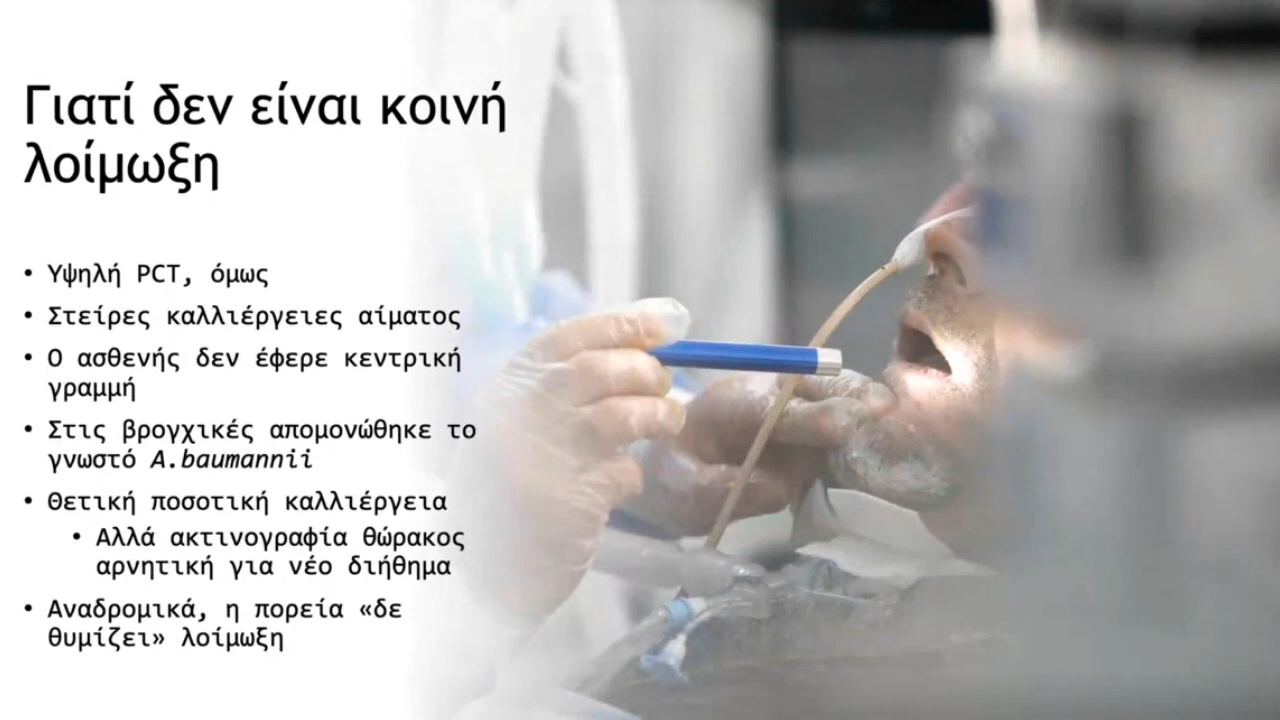 Γιατί δεν είναι κοινή
λοίμωξη
• Υψηλή PCT, όμως
• Στείρες καλλιέργειες αίματος
• Ο ασθενής δεν έφερε κεντρική
γραμμή
• Στις βρογχικές απομονώθηκε το
γνωστό A.baumannii
• Θετική ποσοτική καλλιέργεια
• Αλλά ακτινογραφία θώρακος
αρνητική για νέο διήθημα
• Αναδρομικά, η πορεία «δε
θυμίζει» λοίμωξη